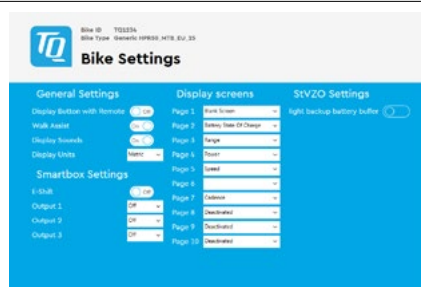 TQ
Bike ID TQ1234
Bike Type Generic HPR50_MTB_EU_25
Bike Settings
General Settings
Display Button with Remote Off
Walk Assist On
Display Sounds On
Display Units Metric
Smartbox Settings
E-Shift Off
Output 1 Off
Output 2 Off
Output 3 Off
Display screens
Page 1 Blank Screen
Page 2 Battery State Of Charge
Page 3 Range
Page 4 Power
Page 5 Speed
Page 6
Page 7 Cadence
Page 8 Deactivated
Page 9 Deactivated
Page 10 Deactivated
StVZO Settings
light backup battery buffer